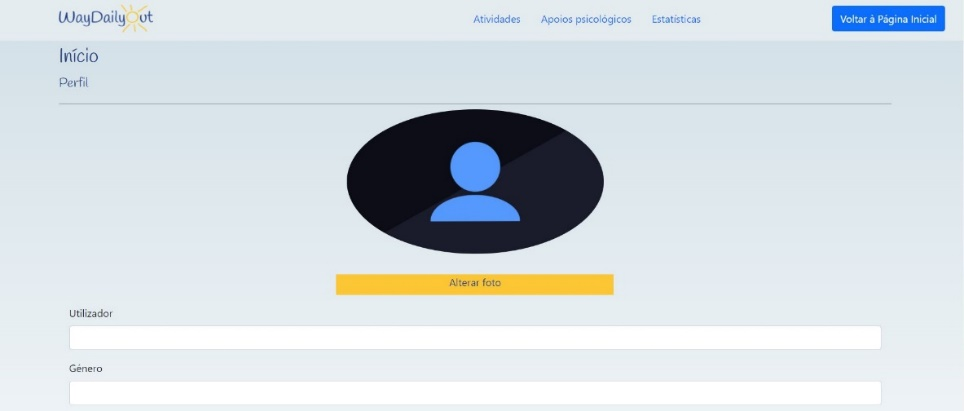 WayDailyOut
Atividades Apoios psicológicos Estatísticas
Voltar à Página Inicial
Início
Perfil
Alterar foto
Utilizador
Género